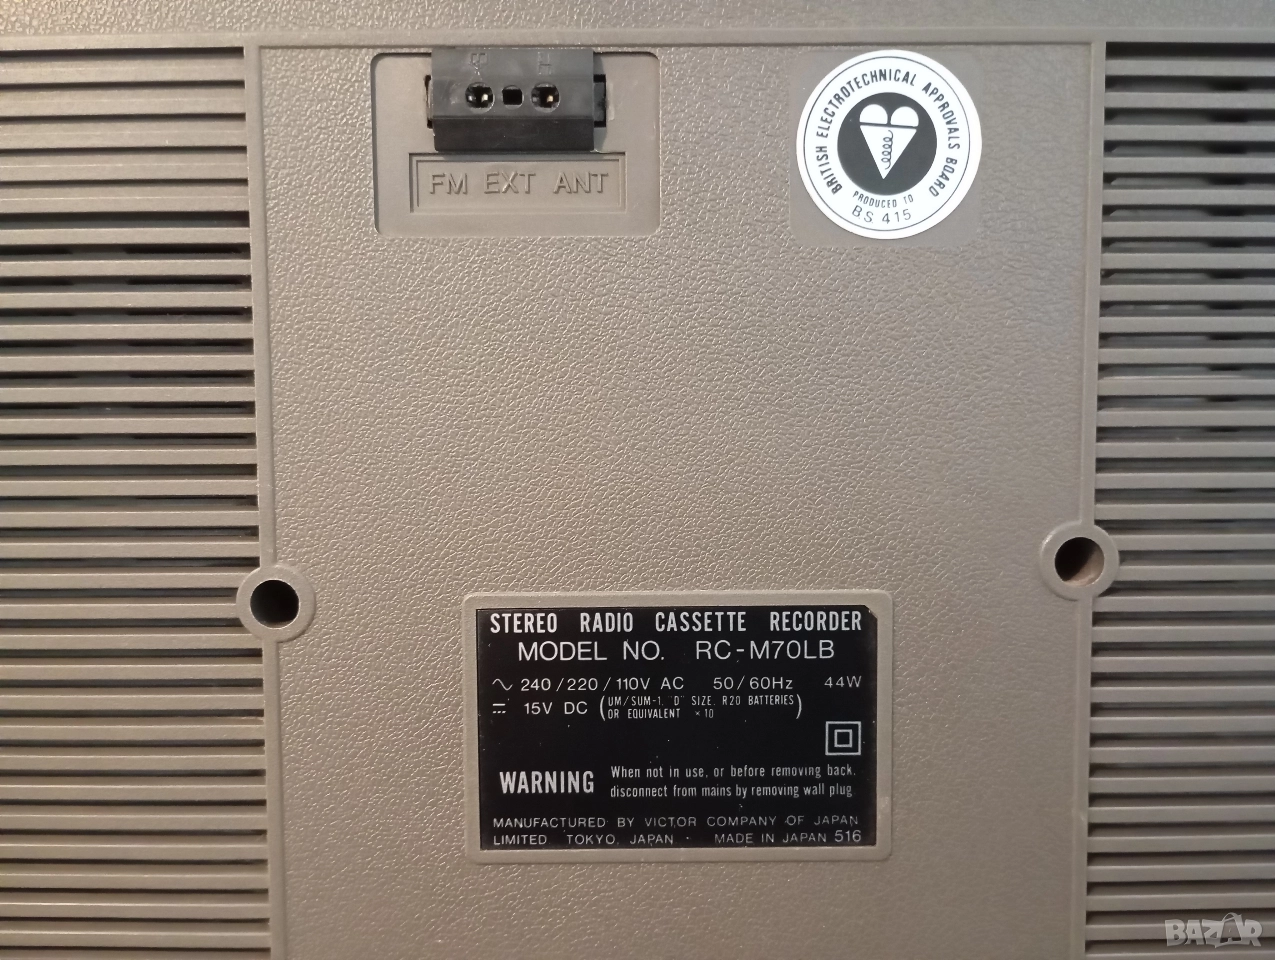 FM EXT ANT
BRITISH ELECTROTECHNICAL APPROVALS BOARD
PRODUCED TO
BS 415
STEREO RADIO CASSETTE RECORDER
MODEL NO. RC-M70LB
240/220/110V AC 50/60Hz 44W
15V DC (UM/SUM-1, "D" SIZE, R20 BATTERIES
OR EQUIVALENT ×10)
WARNING When not in use, or before removing back,
disconnect from mains by removing wall plug
MANUFACTURED BY VICTOR COMPANY OF JAPAN
LIMITED TOKYO, JAPAN · MADE IN JAPAN 516
BAZAR